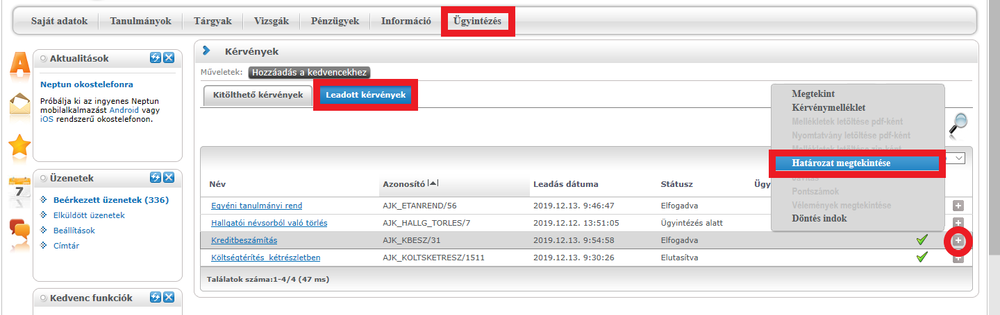 Saját adatok Tanulmányok Tárgyak Vizsgák Pénzügyek Információ Ügyintézés
Aktualitások
Neptun okostelefonra
Próbálja ki az ingyenes Neptun
mobilalkalmazást Android vagy
iOS rendszerű okostelefonon.
7
Üzenetek
Beérkezett üzenetek (336)
Elküldött üzenetek
Beállítások
Címtár
Kedvenc funkciók
Kérvények
Műveletek: Hozzáadás a kedvencekhez
Kitölthető kérvények Leadott kérvények
Megtekint
Kérvénymelléklet
Mellékletek letöltése pdf-ként
Nyomtatvány letöltése pdf-ként
Mellékletek letöltése zip-ként
Határozat megtekintése
Javítás
Pontszámok
Vélemények megtekintése
Döntés indok
Név Azonosító Leadás dátuma Státusz Ügy
Egyéni tanulmányi rend AJK_ETANREND/56 2019.12.13. 9:46:47 Elfogadva
Hallgatói névsorból való törlés AJK_HALLG_TORLES/7 2019.12.12. 13:51:05 Ügyintézés alatt
Kreditbeszámítás AJK_KBESZ/31 2019.12.13. 9:54:58 Elfogadva
Költségtérítés kétrészletben AJK_KOLTSKETRESZ/1511 2019.12.13. 9:30:26 Elutasítva
Találatok száma:1-4/4 (47 ms)